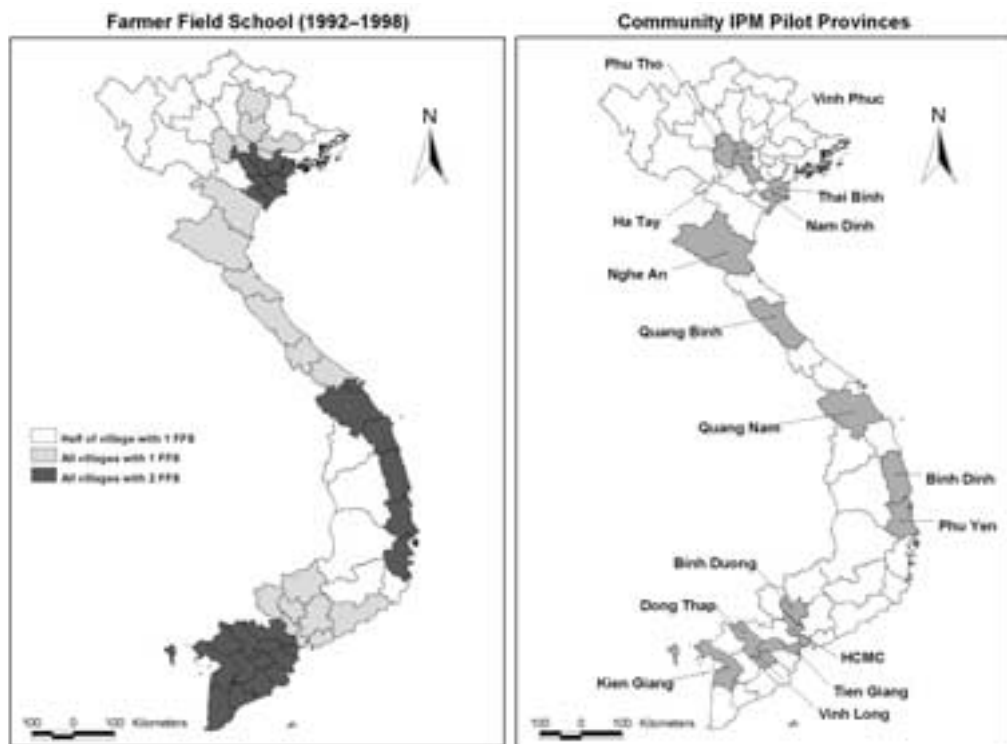 Farmer Field School (1992–1998)
N
Half of village with 1 FFS
All villages with 1 FFS
All villages with 2 FFS
100 0 100 Kilometers
Community IPM Pilot Provinces
Phu Tho
Vinh Phuc
N
Thai Binh
Ha Tay
Nam Dinh
Nghe An
Quang Binh
Quang Nam
Binh Dinh
Phu Yen
Binh Duong
Dong Thap
HCMC
Kien Giang
Tien Giang
Vinh Long
100 0 100 Kilometers